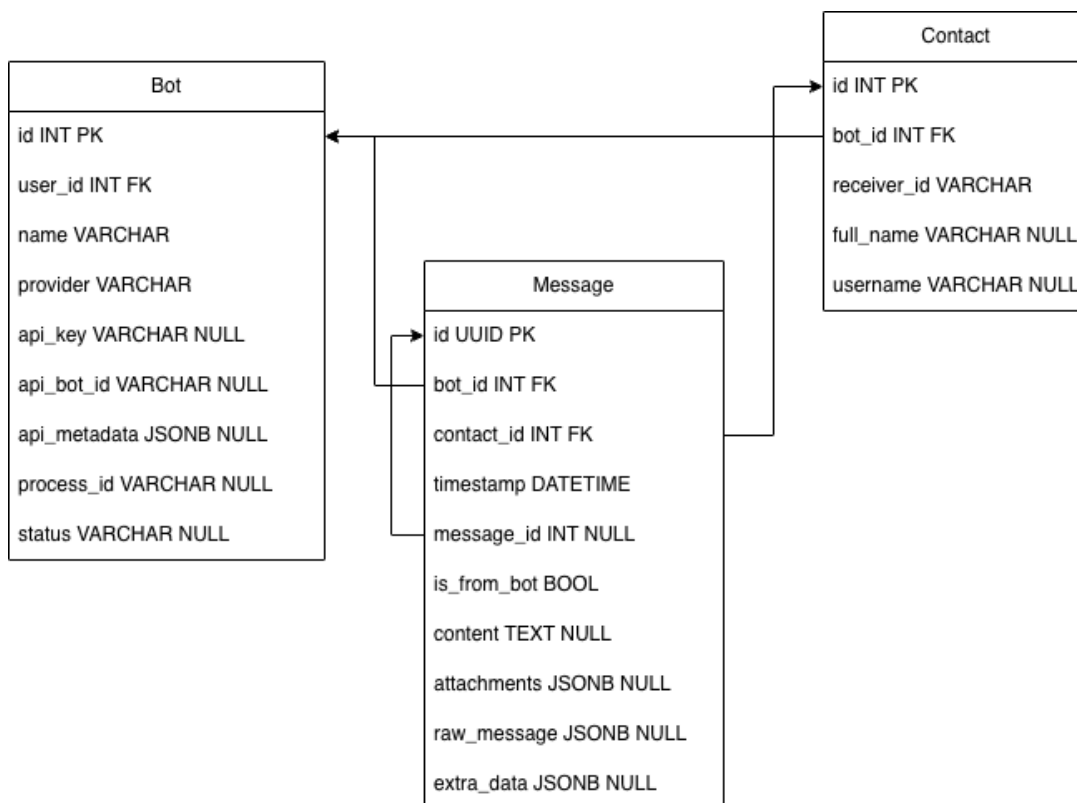 Bot
id INT PK
user_id INT FK
name VARCHAR
provider VARCHAR
api_key VARCHAR NULL
api_bot_id VARCHAR NULL
api_metadata JSONB NULL
process_id VARCHAR NULL
status VARCHAR NULL
Message
id UUID PK
bot_id INT FK
contact_id INT FK
timestamp DATETIME
message_id INT NULL
is_from_bot BOOL
content TEXT NULL
attachments JSONB NULL
raw_message JSONB NULL
extra_data JSONB NULL
Contact
id INT PK
bot_id INT FK
receiver_id VARCHAR
full_name VARCHAR NULL
username VARCHAR NULL